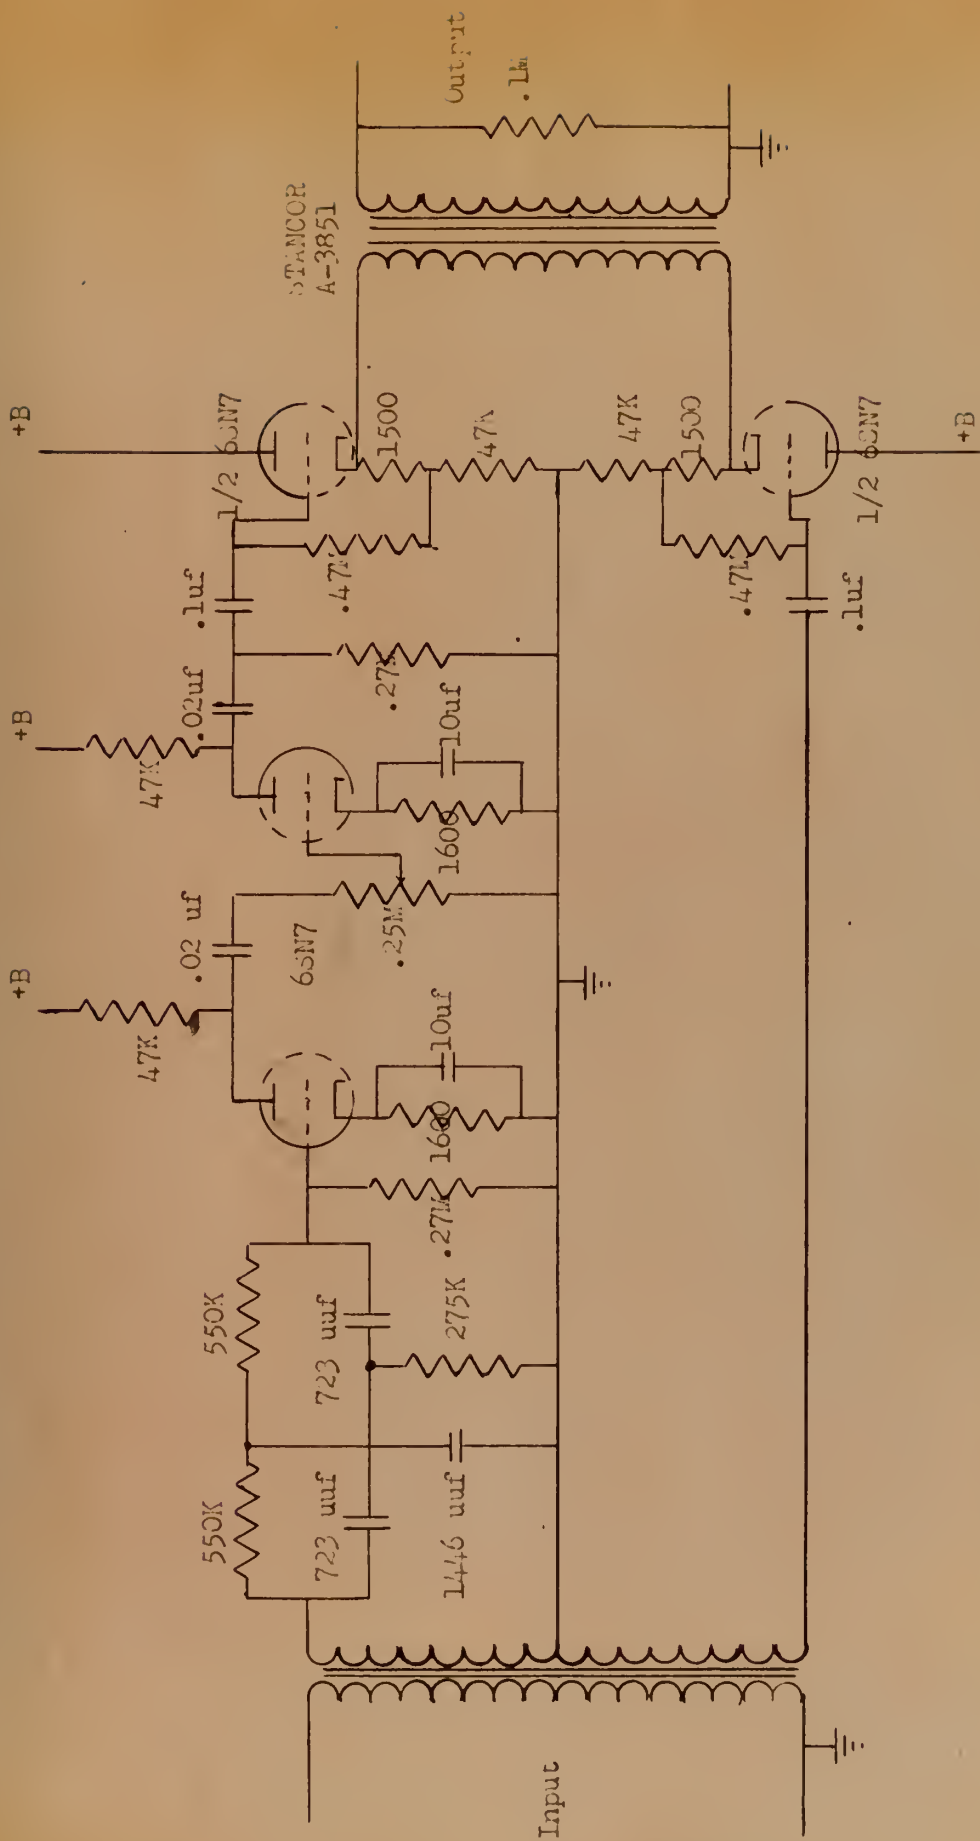 Input
550K
723 uuf
1446 uuf
550K
723 uuf
275K
.27M
1600
10uf
47K
+B
.02 uf
6SN7
.25M
1600
10uf
47K
+B
.02uf
.1uf
.47M
1/2 6SN7
+B
1500
47K
47K
1500
.47M
.1uf
1/2 6SN7
+B
STANCOR
A-3851
Output
.1M